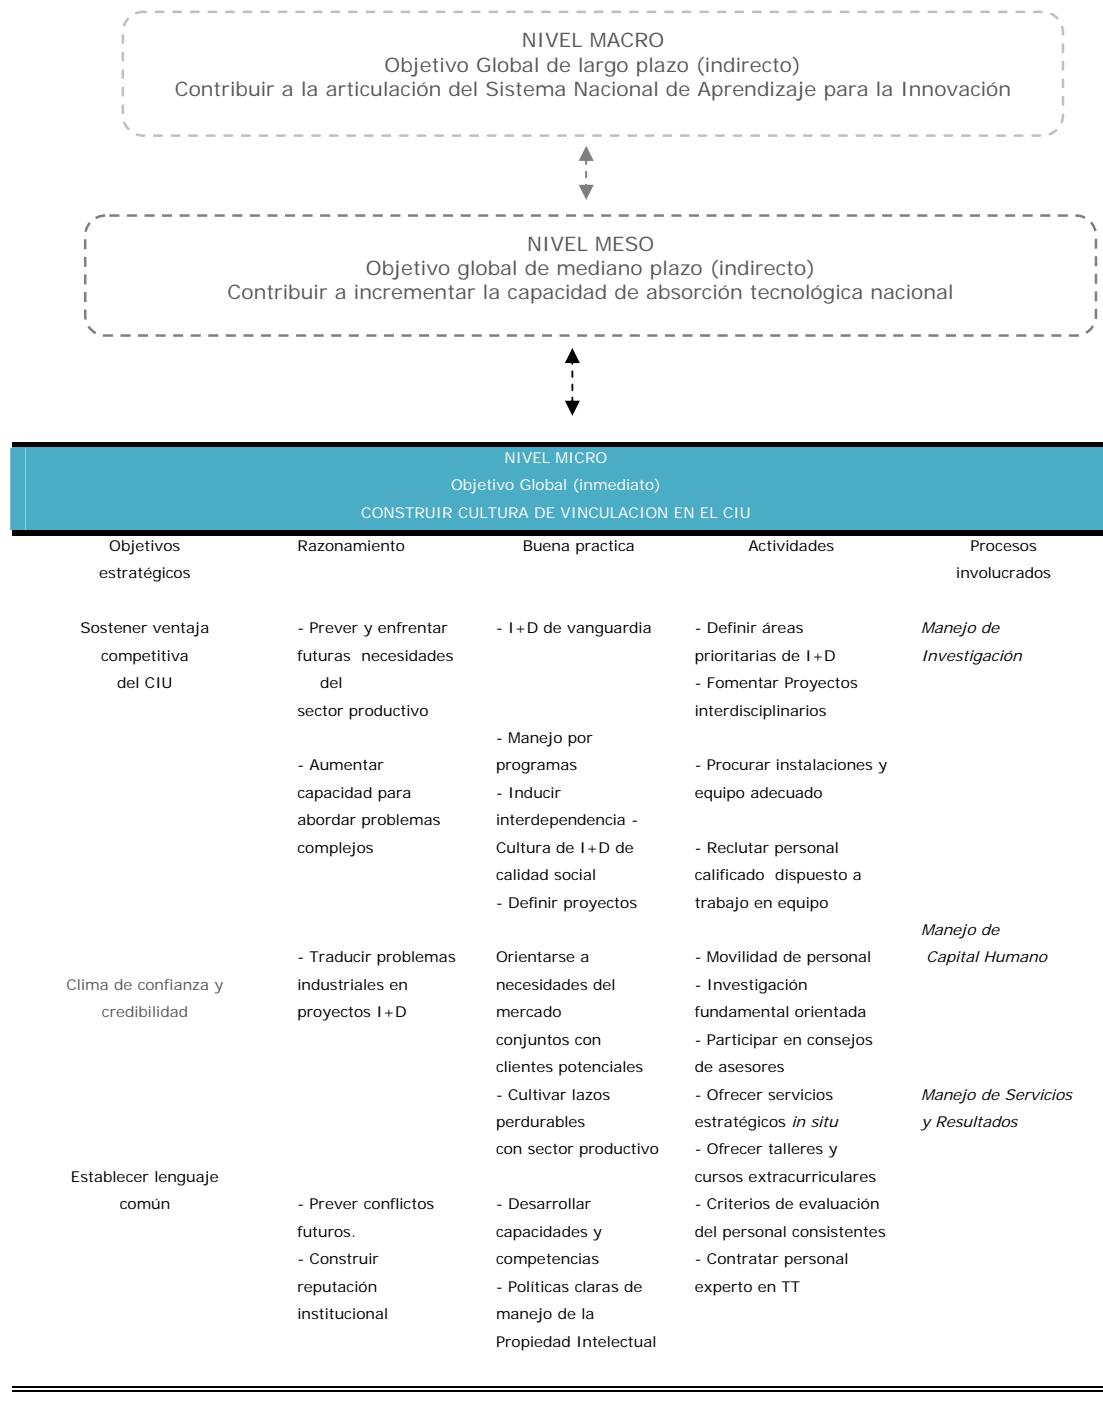 NIVEL MACRO
Objetivo Global de largo plazo (indirecto)
Contribuir a la articulación del Sistema Nacional de Aprendizaje para la Innovación
NIVEL MESO
Objetivo global de mediano plazo (indirecto)
Contribuir a incrementar la capacidad de absorción tecnológica nacional
NIVEL MICRO
Objetivo Global (inmediato)
CONSTRUIR CULTURA DE VINCULACION EN EL CIU
Objetivos
estratégicos
Razonamiento
Buena practica
Actividades
Procesos
involucrados
Sostener ventaja
competitiva
del CIU
Clima de confianza y
credibilidad
Establecer lenguaje
común
- Prever y enfrentar
futuras necesidades
del
sector productivo
- Aumentar
capacidad para
abordar problemas
complejos
- Traducir problemas
industriales en
proyectos I+D
- Prever conflictos
futuros.
- Construir
reputación
institucional
- I+D de vanguardia
- Manejo por
programas
- Inducir
interdependencia -
Cultura de I+D de
calidad social
- Definir proyectos
Orientarse a
necesidades del
mercado
conjuntos con
clientes potenciales
- Cultivar lazos
perdurables
con sector productivo
- Desarrollar
capacidades y
competencias
- Políticas claras de
manejo de la
Propiedad Intelectual
- Definir áreas
prioritarias de I+D
- Fomentar Proyectos
interdisciplinarios
- Procurar instalaciones y
equipo adecuado
- Reclutar personal
calificado dispuesto a
trabajo en equipo
- Movilidad de personal
- Investigación
fundamental orientada
- Participar en consejos
de asesores
- Ofrecer servicios
estratégicos in situ
- Ofrecer talleres y
cursos extracurriculares
- Criterios de evaluación
del personal consistentes
- Contratar personal
experto en TT
Manejo de
Investigación
Manejo de
Capital Humano
Manejo de Servicios
y Resultados